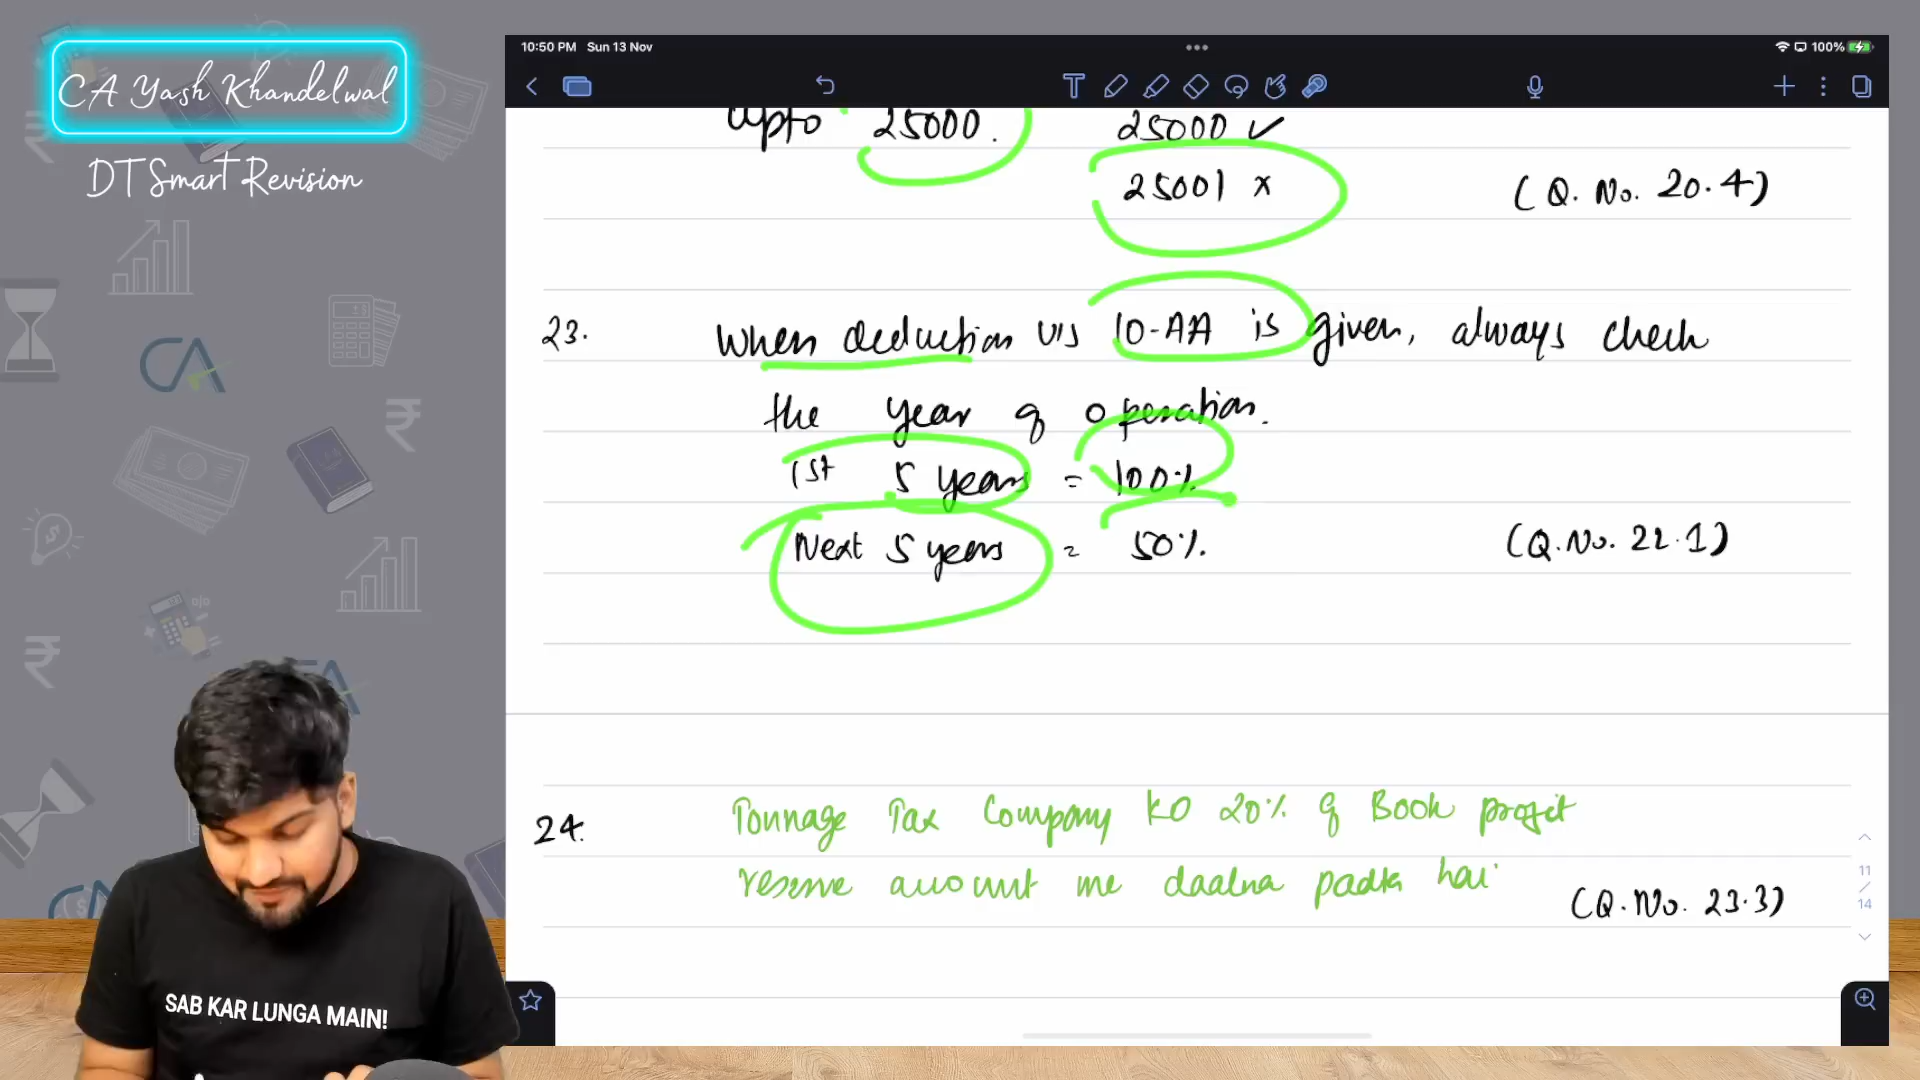 CA Yash Khandelwal
DT Smart Revision
10:50 PM Sun 13 Nov
100%
upto 25000. 25000 ✓
25001 x
(Q. No. 20.4)
23. When deduction u/s 10-AA is given, always check
the year of operation.
1st 5 years = 100%
Next 5 years = 50% (Q.No. 22.1)
24. Tonnage Tax Company KO 20% of Book profit
reserve account me daalna padta hai
(Q.No. 23.3)
11
/
14
SAB KAR LUNGA MAIN!